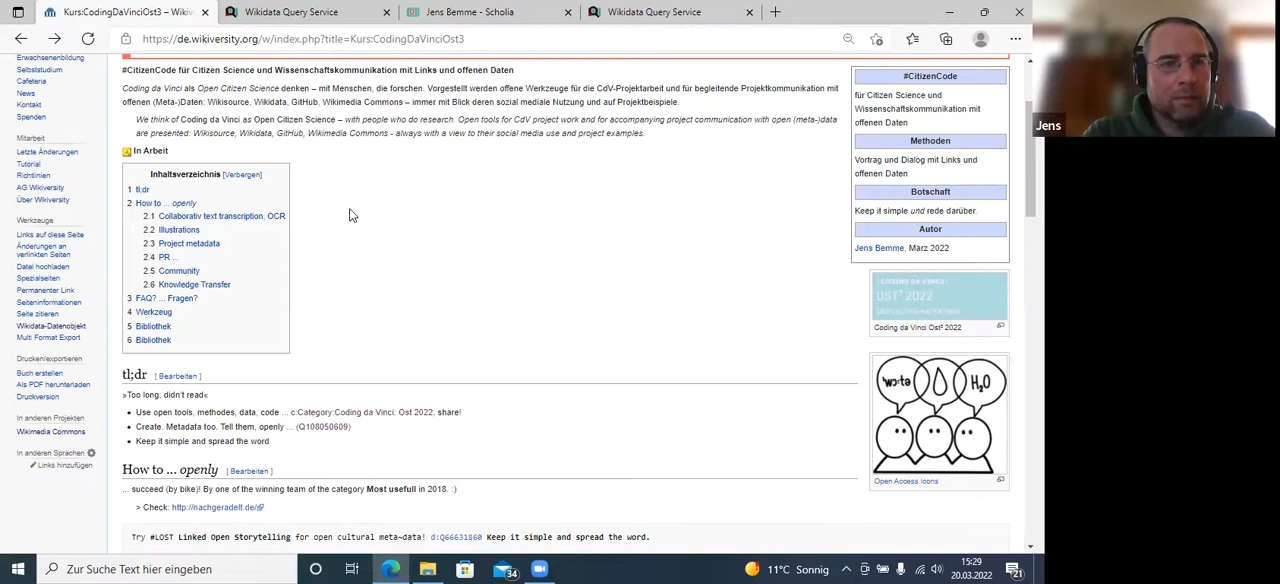 Kurs:CodingDaVinciOst3 – Wikive
Wikidata Query Service
Jens Bemme - Scholia
Wikidata Query Service
https://de.wikiversity.org/w/index.php?title=Kurs:CodingDaVinciOst3
Erwachsenenbildung
Selbststudium
Cafeteria
News
Kontakt
Spenden
Mitarbeit
Letzte Änderungen
Tutorial
Richtlinien
AG Wikiversity
Über Wikiversity
Werkzeuge
Links auf diese Seite
Änderungen an
verlinkten Seiten
Datei hochladen
Spezialseiten
Permanenter Link
Seiteninformationen
Seite zitieren
Wikidata-Datenobjekt
Multi Format Export
Drucken/exportieren
Buch erstellen
Als PDF herunterladen
Druckversion
In anderen Projekten
Wikimedia Commons
In anderen Sprachen
Links hinzufügen
#CitizenCode für Citizen Science und Wissenschaftskommunikation mit Links und offenen Daten
Coding da Vinci als Open Citizen Science denken – mit Menschen, die forschen. Vorgestellt werden offene Werkzeuge für die CdV-Projektarbeit und für begleitende Projektkommunikation mit
offenen (Meta-)Daten: Wikisource, Wikidata, GitHub, Wikimedia Commons – immer mit Blick deren sozial mediale Nutzung und auf Projektbeispiele.
We think of Coding da Vinci as Open Citizen Science – with people who do research. Open tools for CdV project work and for accompanying project communication with open (meta-)data
are presented: Wikisource, Wikidata, GitHub, Wikimedia Commons - always with a view to their social media use and project examples.
In Arbeit
Inhaltsverzeichnis [Verbergen]
1 tl;dr
2 How to ... openly
2.1 Collaborativ text transcription, OCR
2.2 Illustrations
2.3 Project metadata
2.4 PR ...
2.5 Community
2.6 Knowledge Transfer
3 FAQ? ... Fragen?
4 Werkzeug
5 Bibliothek
6 Bibliothek
tl;dr [ Bearbeiten ]
»Too long; didn't read«
• Use open tools, methodes, data, code ... c:Category:Coding da Vinci: Ost 2022, share!
• Create. Metadata too. Tell them, openly ... (Q108050609)
• Keep it simple and spread the word
How to ... openly [ Bearbeiten ]
... succeed (by bike)! By one of the winning team of the category Most usefull in 2018. :)
> Check: http://nachgeradelt.de/
Try #LOST Linked Open Storytelling for open cultural meta-data! d:Q66631860 Keep it simple and spread the word.
#CitizenCode
für Citizen Science und
Wissenschaftskommunikation mit
Links und offenen Daten
Methoden
Vortrag und Dialog mit Links und
offenen Daten
Botschaft
Keep it simple und rede darüber.
Autor
Jens Bemme, März 2022
CODING DA VINCI
OST³ 2022
Coding da Vinci Ost³ 2022
'wɔːtə
H₂O
Open Access Icons
Jens
Zur Suche Text hier eingeben
34
11°C Sonnig
15:29
20.03.2022
21